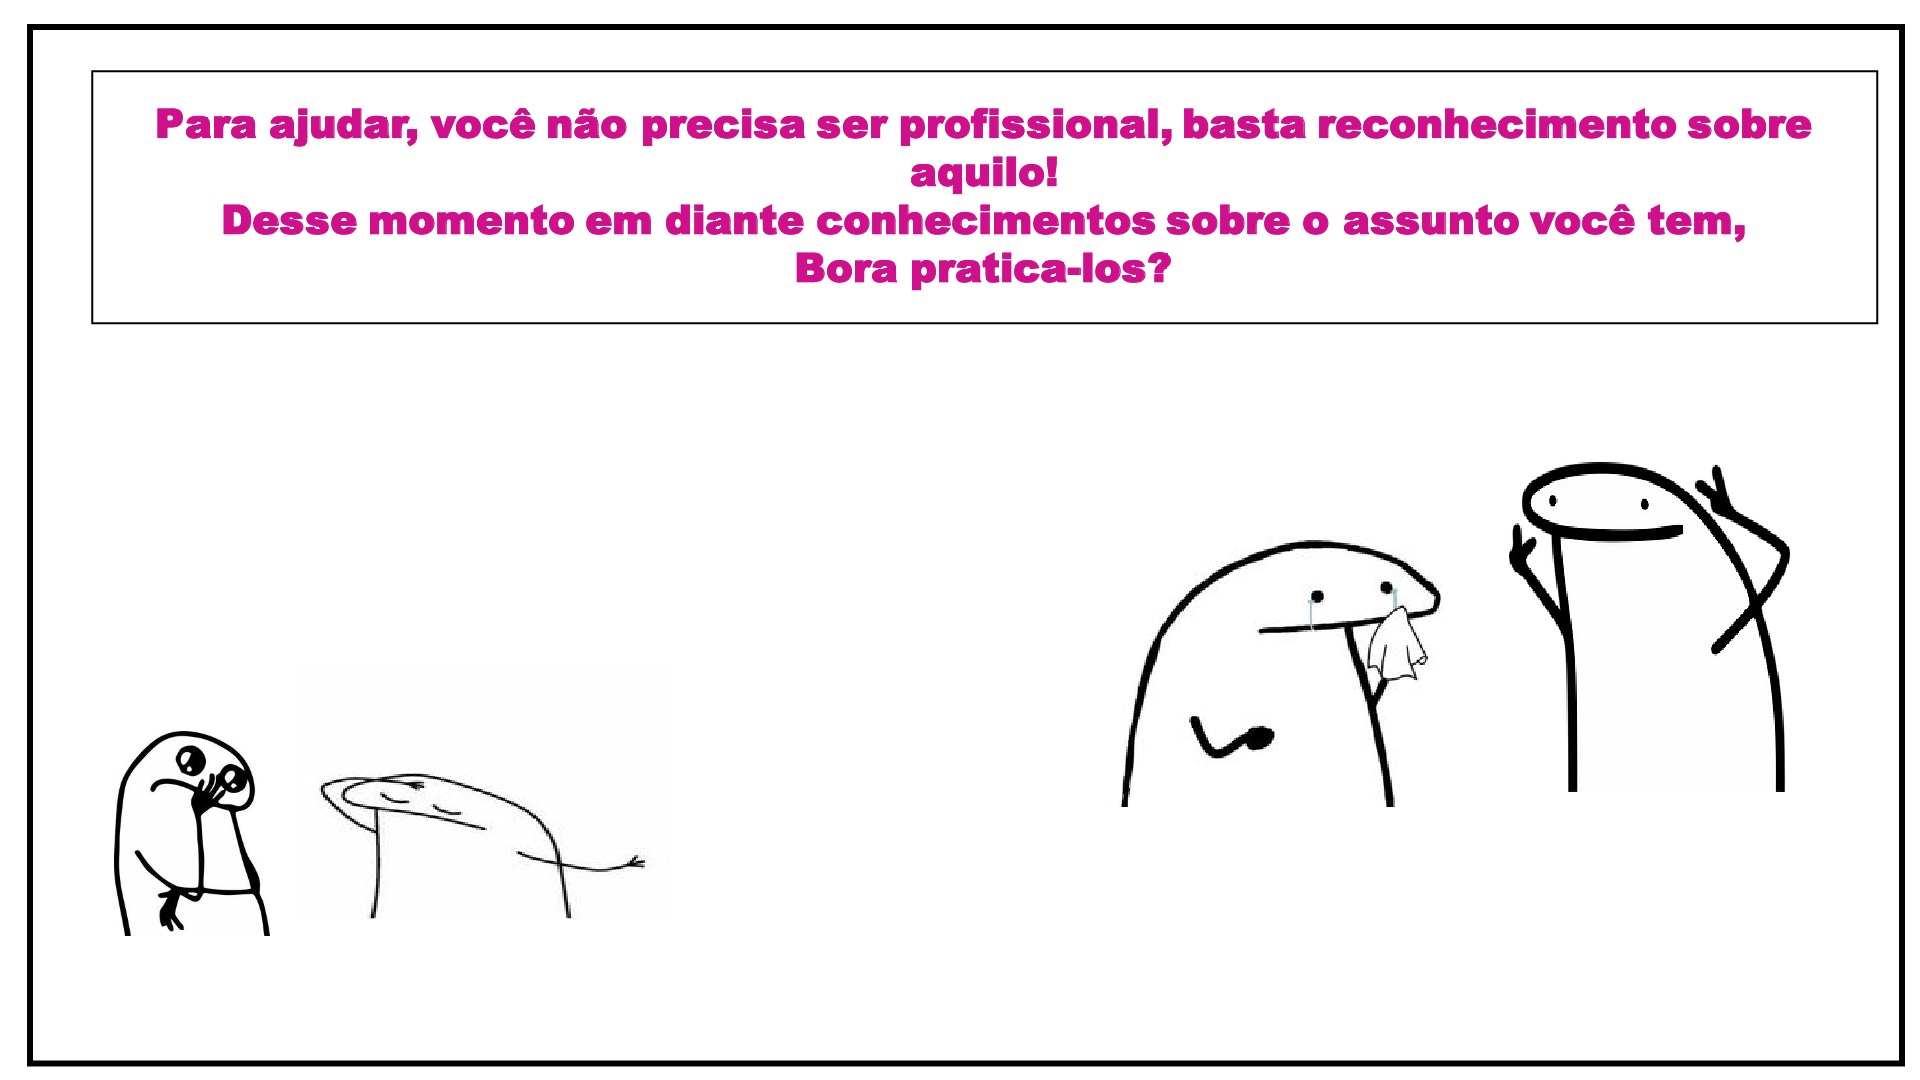 Para ajudar, você não precisa ser profissional, basta reconhecimento sobre
aquilo!
Desse momento em diante conhecimentos sobre o assunto você tem,
Bora pratica-los?